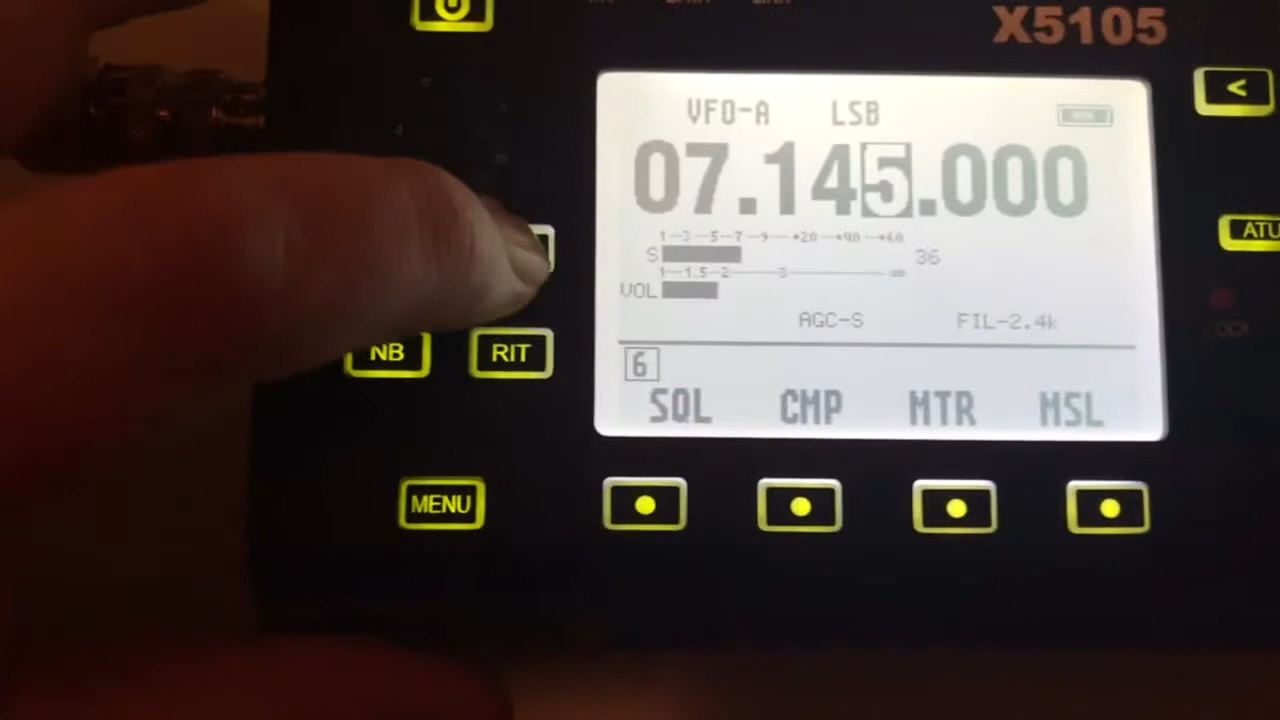 X5105
<
VFO-A LSB
07.145.000
1-3-5-7-9-+20-+40-+60
S 36
1-1.5-2-3-∞
VOL
ATU
AGC-S FIL-2.4k
NB RIT
6
SQL CMP MTR MSL
MENU